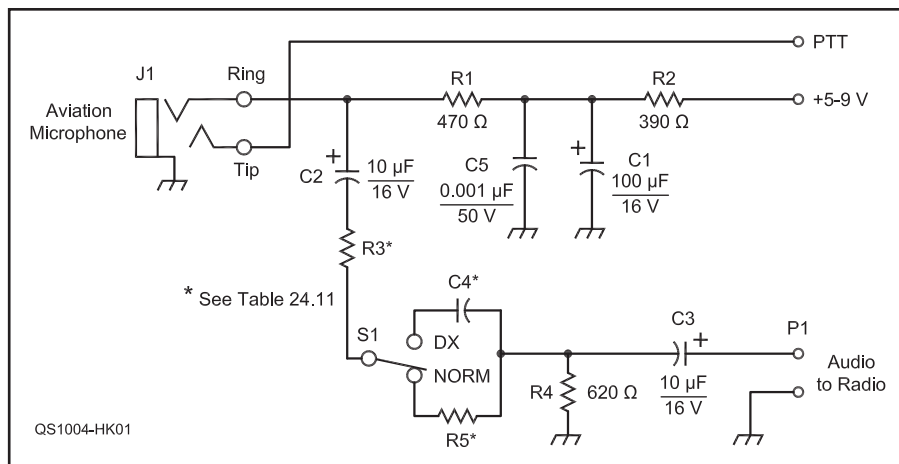 PTT
J1
Ring
R1
R2
Aviation
Microphone
470 Ω
390 Ω
+5-9 V
Tip
+
C2
10 µF
16 V
C5
0.001 µF
50 V
+
C1
100 µF
16 V
R3*
* See Table 24.11
C4*
S1
DX
NORM
C3
+
P1
R4
620 Ω
10 µF
16 V
Audio
to Radio
R5*
QS1004-HK01